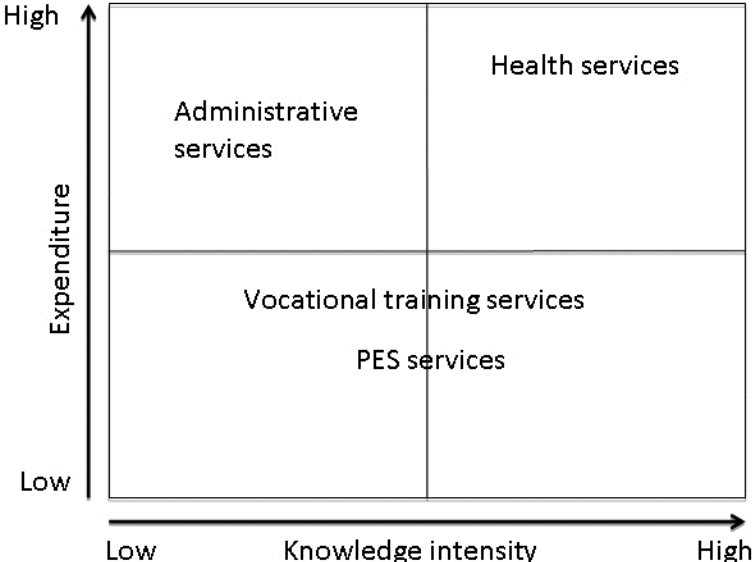 High
Health services
Administrative
services
Expenditure
Vocational training services
PES services
Low
Low Knowledge intensity High